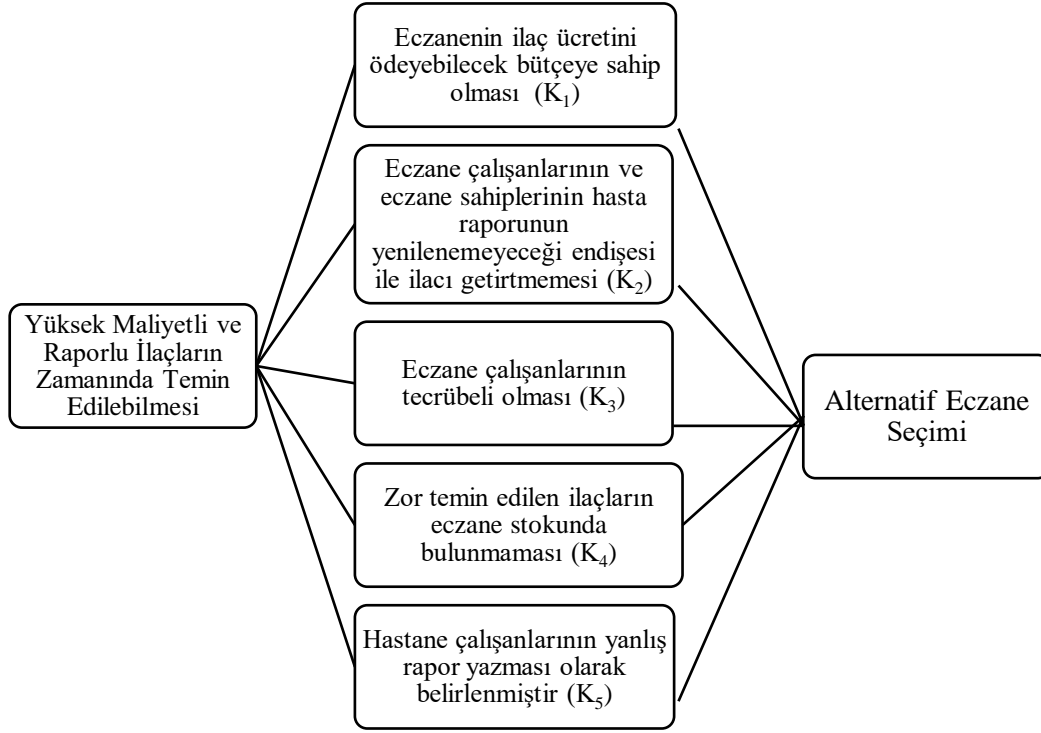 Yüksek Maliyetli ve
Raporlu İlaçların
Zamanında Temin
Edilebilmesi
Eczanenin ilaç ücretini
ödeyebilecek bütçeye sahip
olması (K₁)
Eczane çalışanlarının ve
eczane sahiplerinin hasta
raporunun
yenilenemeyeceği endişesi
ile ilacı getirtmemesi (K₂)
Eczane çalışanlarının
tecrübeli olması (K₃)
Zor temin edilen ilaçların
eczane stokunda
bulunmaması (K₄)
Hastane çalışanlarının yanlış
rapor yazması olarak
belirlenmiştir (K₅)
Alternatif Eczane
Seçimi